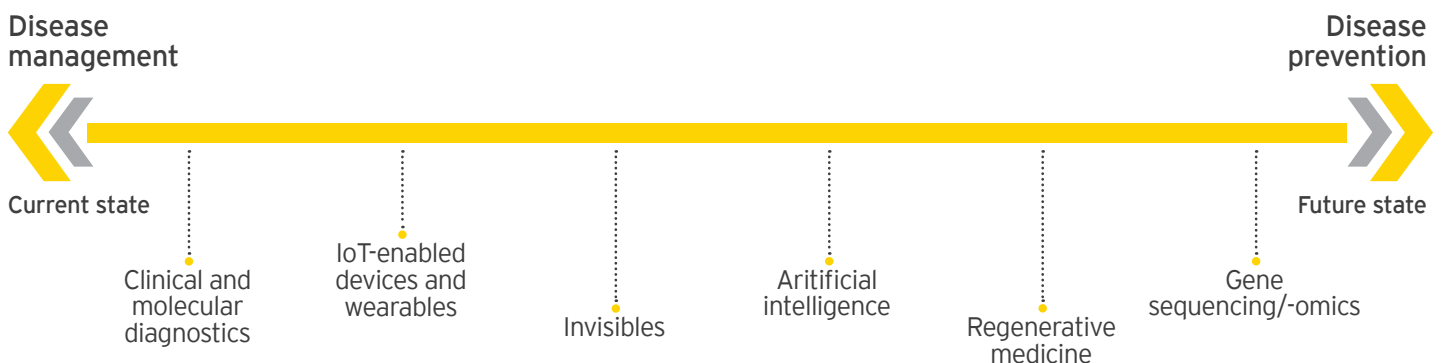 Disease
management
Disease
prevention
Current state
Future state
Clinical and
molecular
diagnostics
IoT-enabled
devices and
wearables
Invisibles
Aritificial
intelligence
Regenerative
medicine
Gene
sequencing/-omics